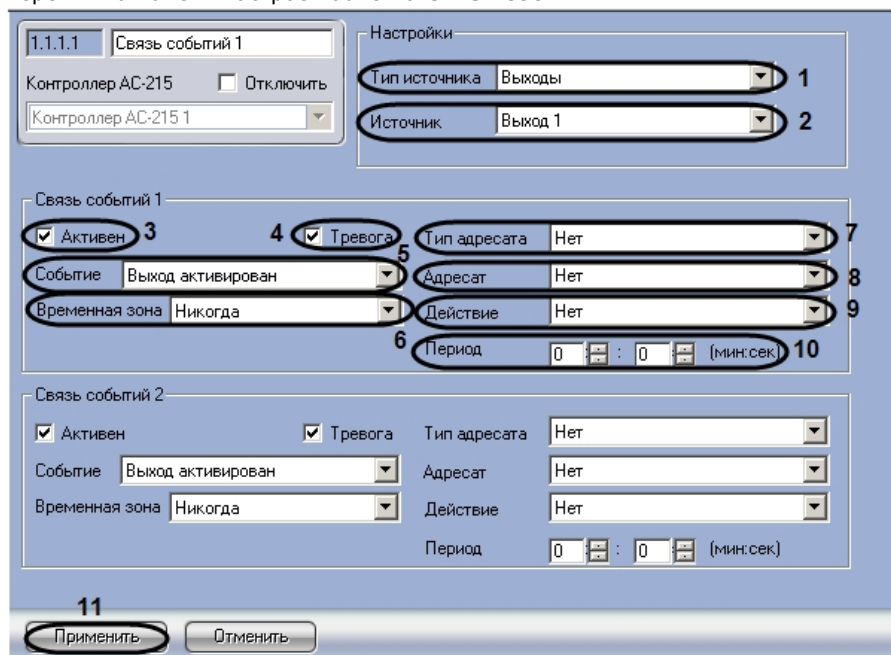 1.1.1.1 Связь событий 1
Контроллер АС-215 Отключить
Контроллер АС-215 1
Настройки
Тип источника Выходы 1
Источник Выход 1 2
Связь событий 1
Активен 3 4 Тревога
Тип адресата Нет 7
5
Событие Выход активирован
Адресат Нет 8
Временная зона Никогда
6
Действие Нет 9
Период 0 : 0 (мин:сек) 10
Связь событий 2
Активен Тревога Тип адресата Нет
Событие Выход активирован Адресат Нет
Временная зона Никогда Действие Нет
Период 0 : 0 (мин:сек)
11
Применить Отменить